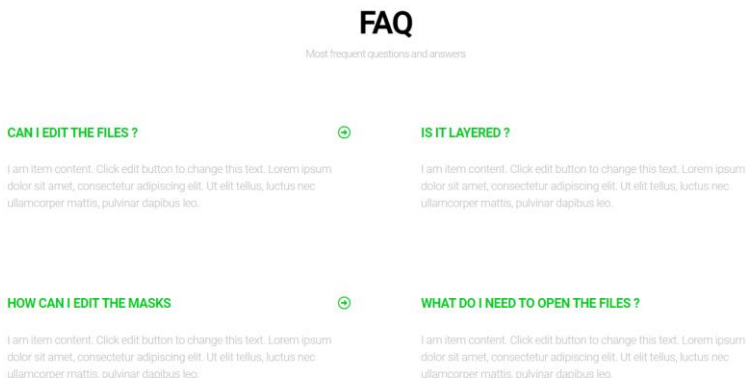 FAQ
Most frequent questions and answers
CAN I EDIT THE FILES ?
I am item content. Click edit button to change this text. Lorem ipsum
dolor sit amet, consectetur adipiscing elit. Ut elit tellus, luctus nec
ullamcorper mattis, pulvinar dapibus leo.
IS IT LAYERED ?
I am item content. Click edit button to change this text. Lorem ipsum
dolor sit amet, consectetur adipiscing elit. Ut elit tellus, luctus nec
ullamcorper mattis, pulvinar dapibus leo.
HOW CAN I EDIT THE MASKS
I am item content. Click edit button to change this text. Lorem ipsum
dolor sit amet, consectetur adipiscing elit. Ut elit tellus, luctus nec
ullamcorper mattis, pulvinar dapibus leo.
WHAT DO I NEED TO OPEN THE FILES ?
I am item content. Click edit button to change this text. Lorem ipsum
dolor sit amet, consectetur adipiscing elit. Ut elit tellus, luctus nec
ullamcorper mattis, pulvinar dapibus leo.